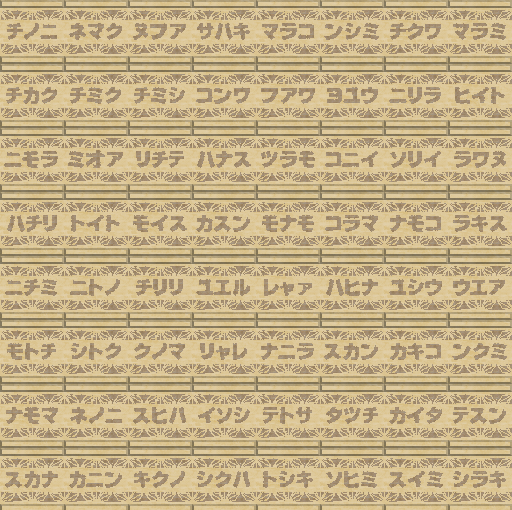 チノニ ネマク ヌフア サハキ マラコ ンシミ チクワ マラミ
チカク チミク チミシ コンワ フアワ ヨユウ ニリラ ヒイト
ニモラ ミオア リチテ ハナス ツラモ コニイ ソリイ ラワヌ
ハチリ トイト モイス カスン モナモ コラマ ナモコ ラキス
ニチミ ニトノ チリリ ユエル レャァ ハヒナ ユシウ ウエア
モトチ シトク クノマ リャレ ナニラ スカン カキコ ンクミ
ナモマ ネノニ スヒハ イソシ テトサ タツチ カイタ テスン
スカナ カニン キクノ シクハ トシキ ソヒミ スイミ シラキ